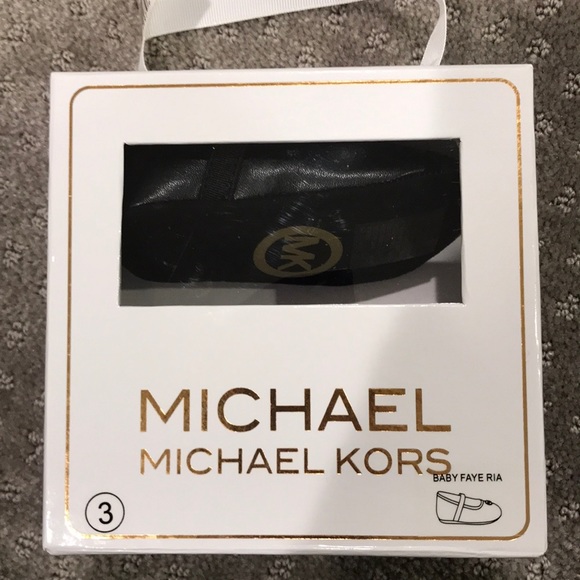 MK
MICHAEL
MICHAEL KORS
BABY FAYE RIA
3